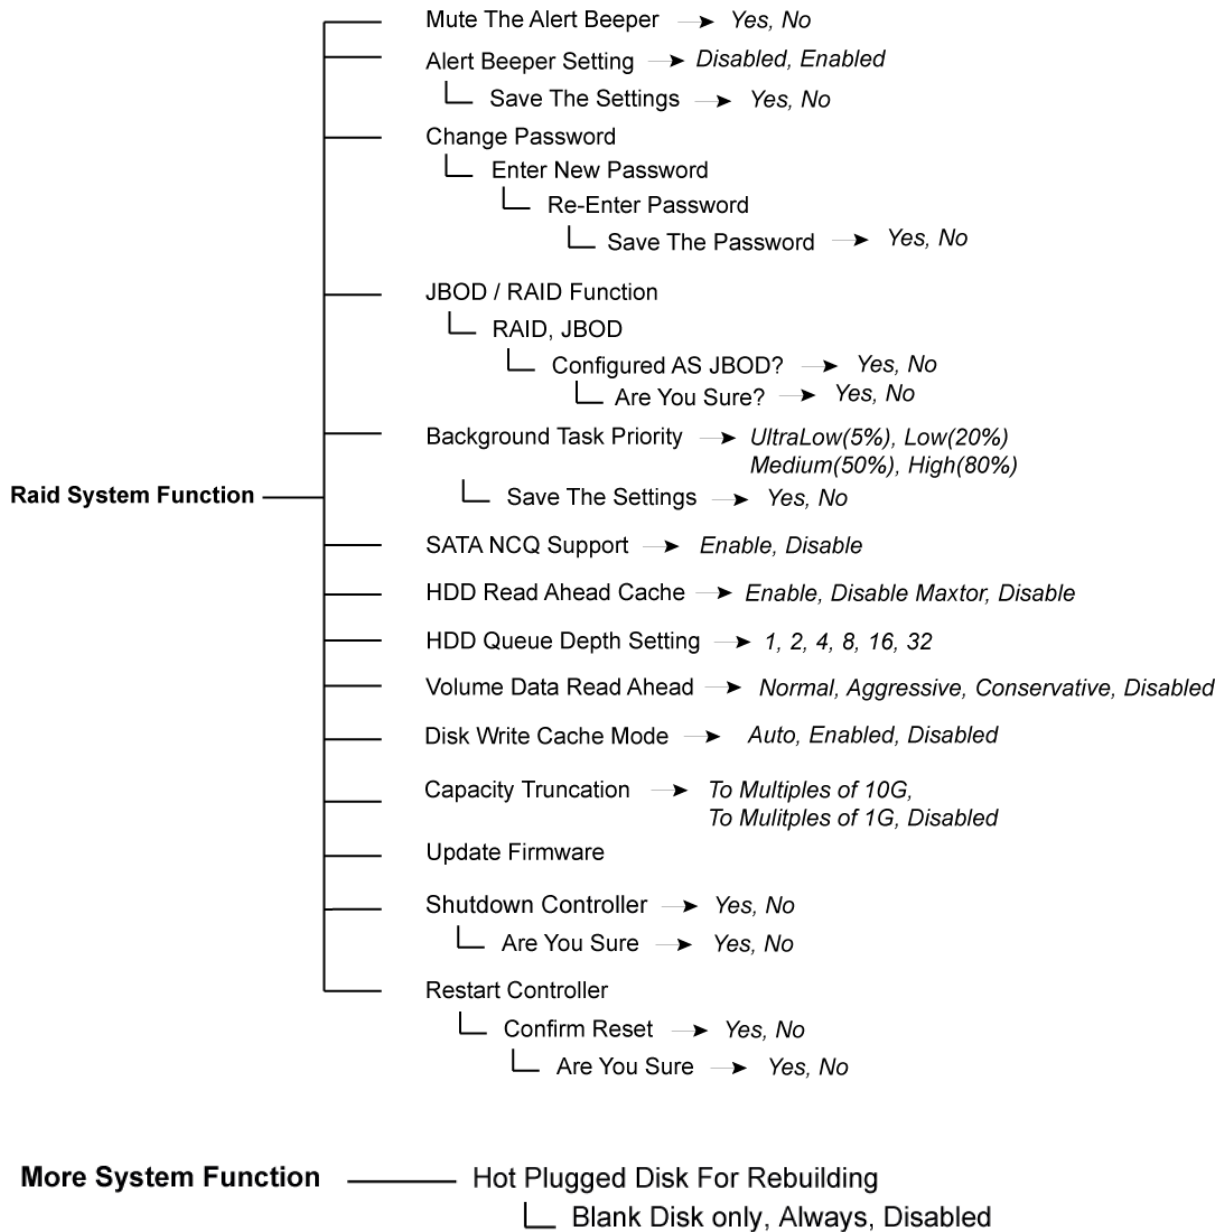 Mute The Alert Beeper Yes, No
Alert Beeper Setting Disabled, Enabled
Save The Settings Yes, No
Change Password
Enter New Password
Re-Enter Password
Save The Password Yes, No
JBOD / RAID Function
RAID, JBOD
Configured AS JBOD? Yes, No
Are You Sure? Yes, No
Background Task Priority UltraLow(5%), Low(20%)
Medium(50%), High(80%)
Raid System Function
Save The Settings Yes, No
SATA NCQ Support Enable, Disable
HDD Read Ahead Cache Enable, Disable Maxtor, Disable
HDD Queue Depth Setting 1, 2, 4, 8, 16, 32
Volume Data Read Ahead Normal, Aggressive, Conservative, Disabled
Disk Write Cache Mode Auto, Enabled, Disabled
Capacity Truncation To Multiples of 10G,
To Mulitples of 1G, Disabled
Update Firmware
Shutdown Controller Yes, No
Are You Sure Yes, No
Restart Controller
Confirm Reset Yes, No
Are You Sure Yes, No
More System Function Hot Plugged Disk For Rebuilding
Blank Disk only, Always, Disabled